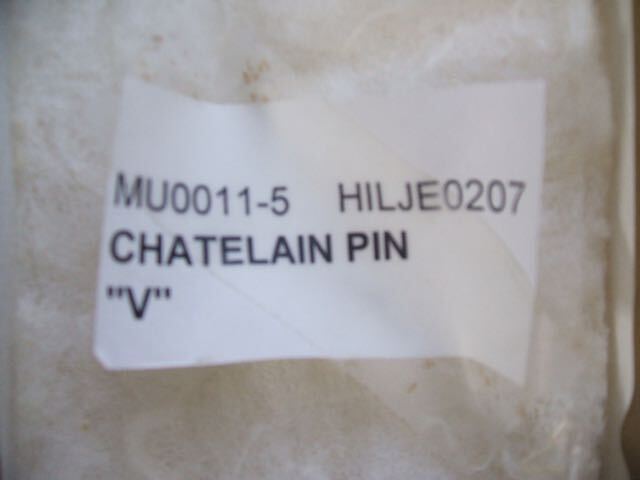 MU0011-5 HILJE0207
CHATELAIN PIN
"V"